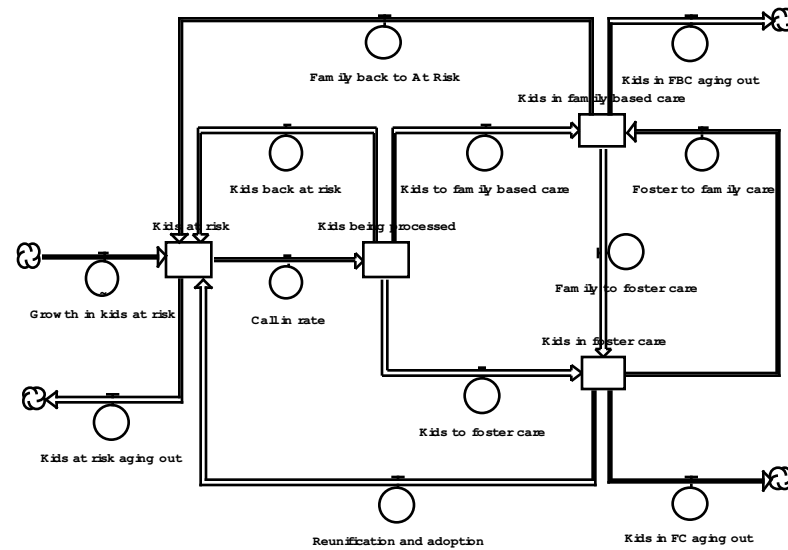 Family back to At Risk
Kids in FBC aging out
Kids in family based care
Kids back at risk
Kids to family based care
Foster to family care
Kids at risk
Kids being processed
Growth in kids at risk
~
Call in rate
Family to foster care
Kids in foster care
Kids at risk aging out
Kids to foster care
Reunification and adoption
Kids in FC aging out